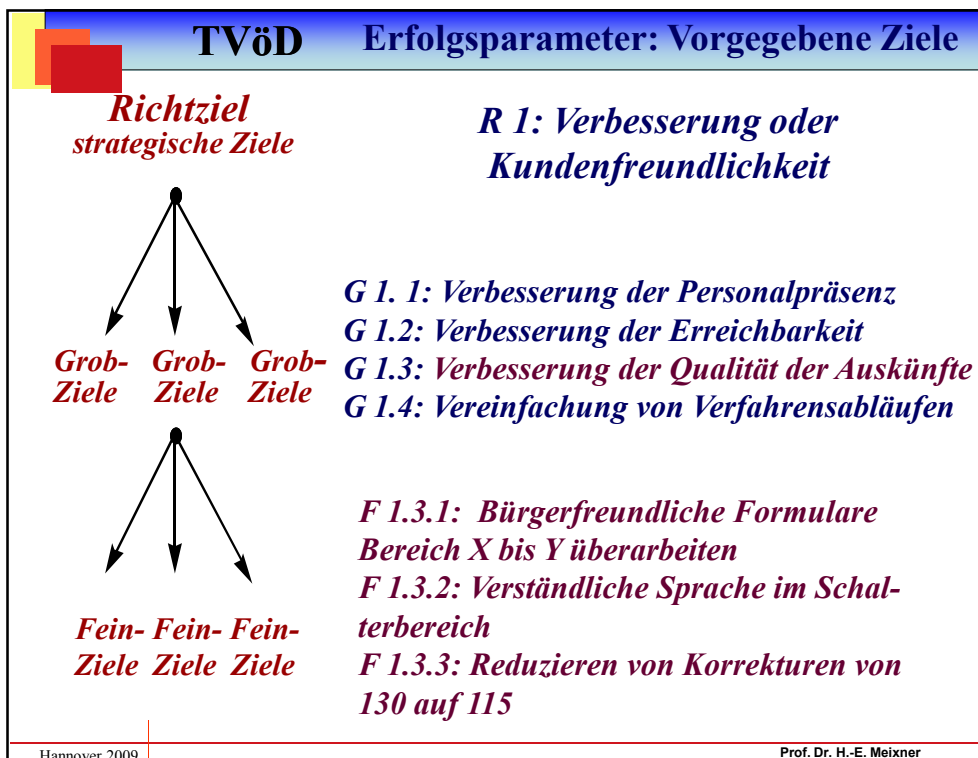 TVöD Erfolgsparameter: Vorgegebene Ziele
Richtziel
strategische Ziele
R 1: Verbesserung oder
Kundenfreundlichkeit
Grob- Grob- Grob-
Ziele Ziele Ziele
G 1. 1: Verbesserung der Personalpräsenz
G 1.2: Verbesserung der Erreichbarkeit
G 1.3: Verbesserung der Qualität der Auskünfte
G 1.4: Vereinfachung von Verfahrensabläufen
Fein- Fein- Fein-
Ziele Ziele Ziele
F 1.3.1: Bürgerfreundliche Formulare
Bereich X bis Y überarbeiten
F 1.3.2: Verständliche Sprache im Schal-
terbereich
F 1.3.3: Reduzieren von Korrekturen von
130 auf 115
Hannover 2009
Prof. Dr. H.-E. Meixner